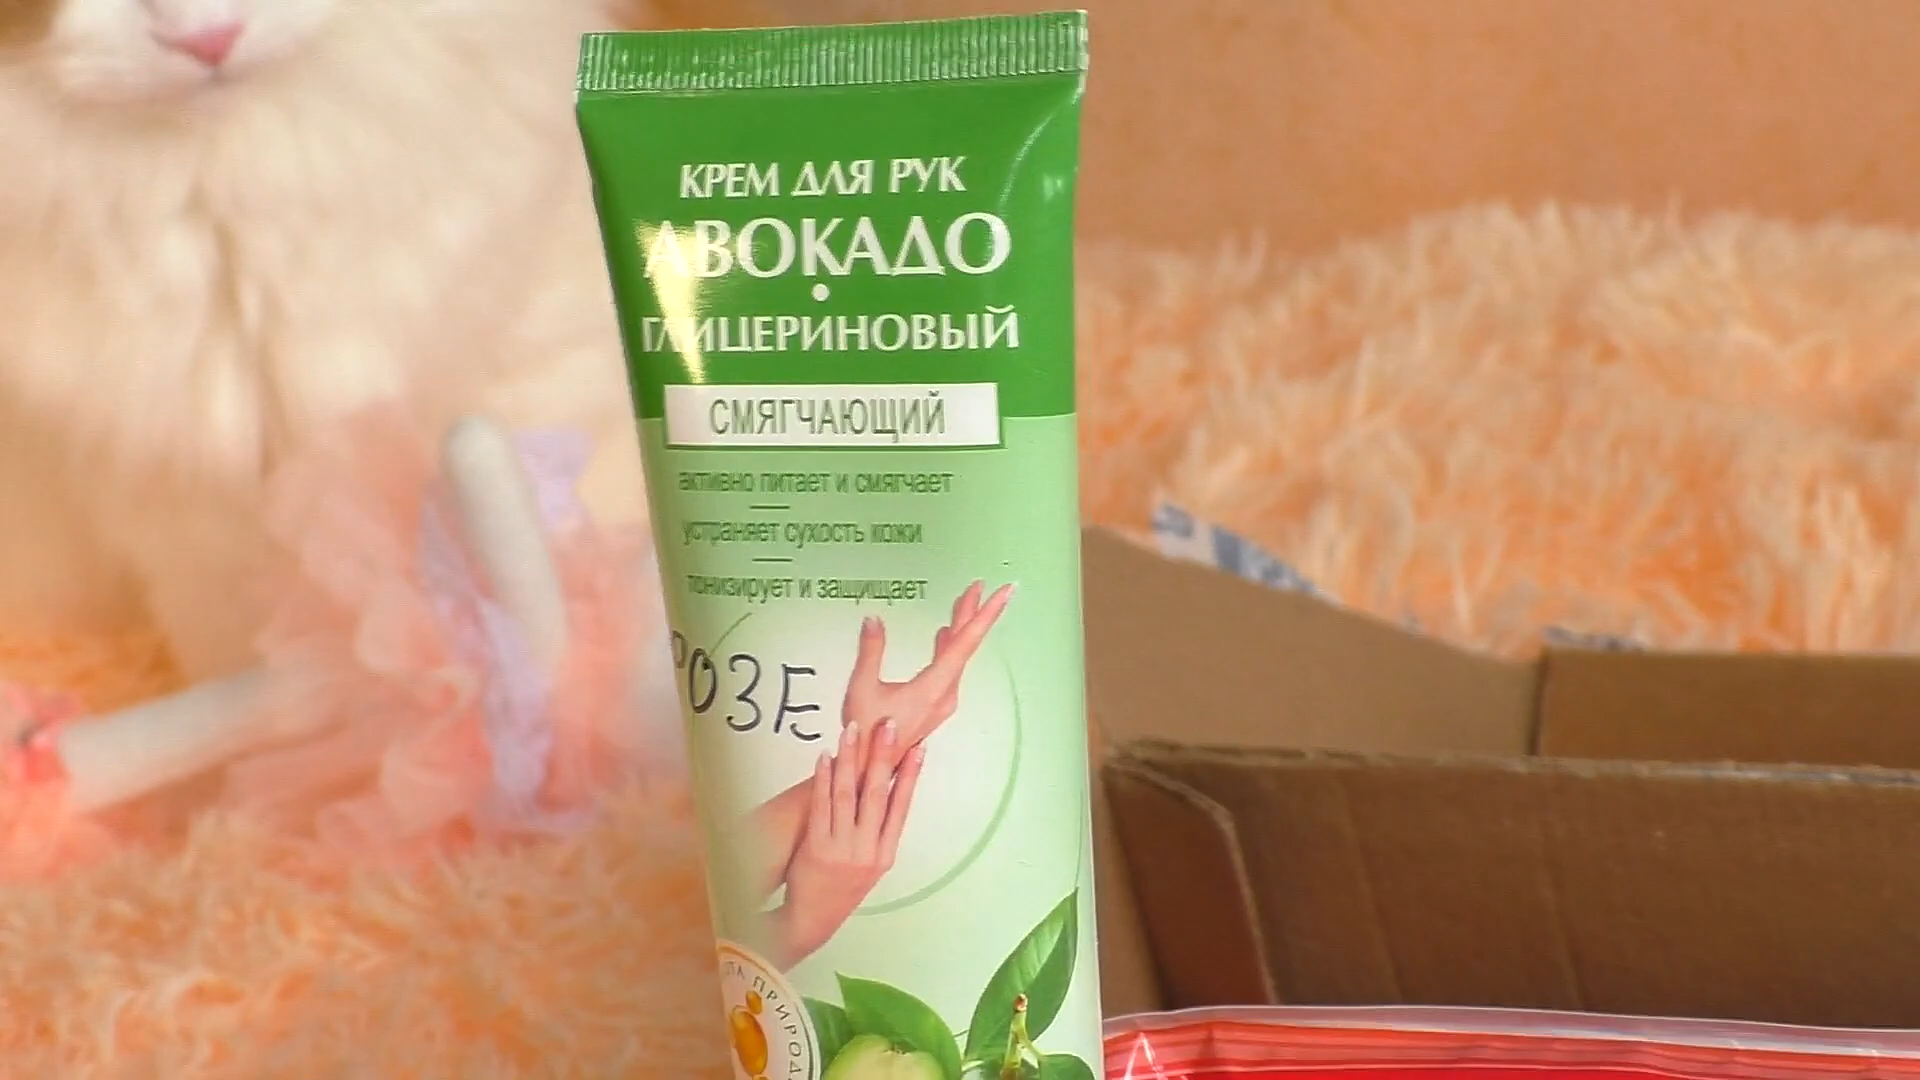 КРЕМ ДЛЯ РУК
АВОКАДО
•
ГЛИЦЕРИНОВЫЙ
СМЯГЧАЮЩИЙ
активно питает и смягчает
устраняет сухость кожи
тонизирует и защищает
РОЗЕ